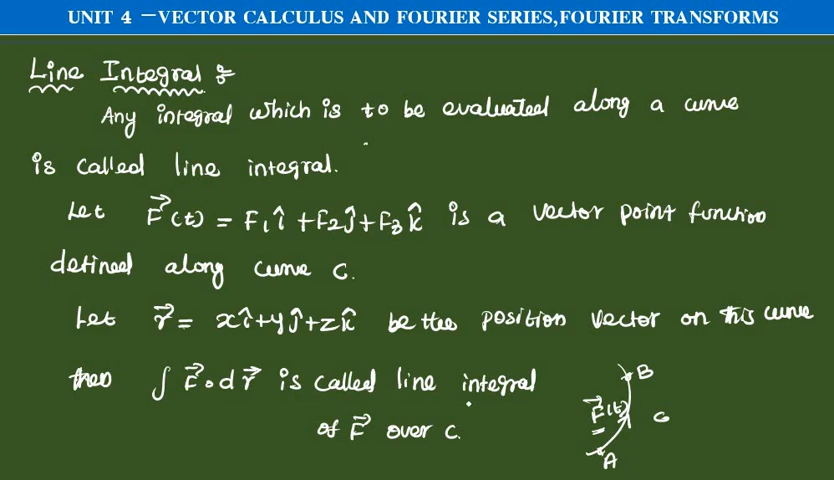 UNIT 4 – VECTOR CALCULUS AND FOURIER SERIES,FOURIER TRANSFORMS
Line Integral :-
Any integral which is to be evaluated along a curve
is called line integral.
Let F⃗(t) = F₁î + F₂ĵ + F₃k̂ is a vector point function
defined along curve C.
Let r⃗ = xî + yĵ + zk̂ be the position vector on this curve
then ∫ F⃗ • d r⃗ is called line integral
of F⃗ over C.
B
F⃗(t) C
A